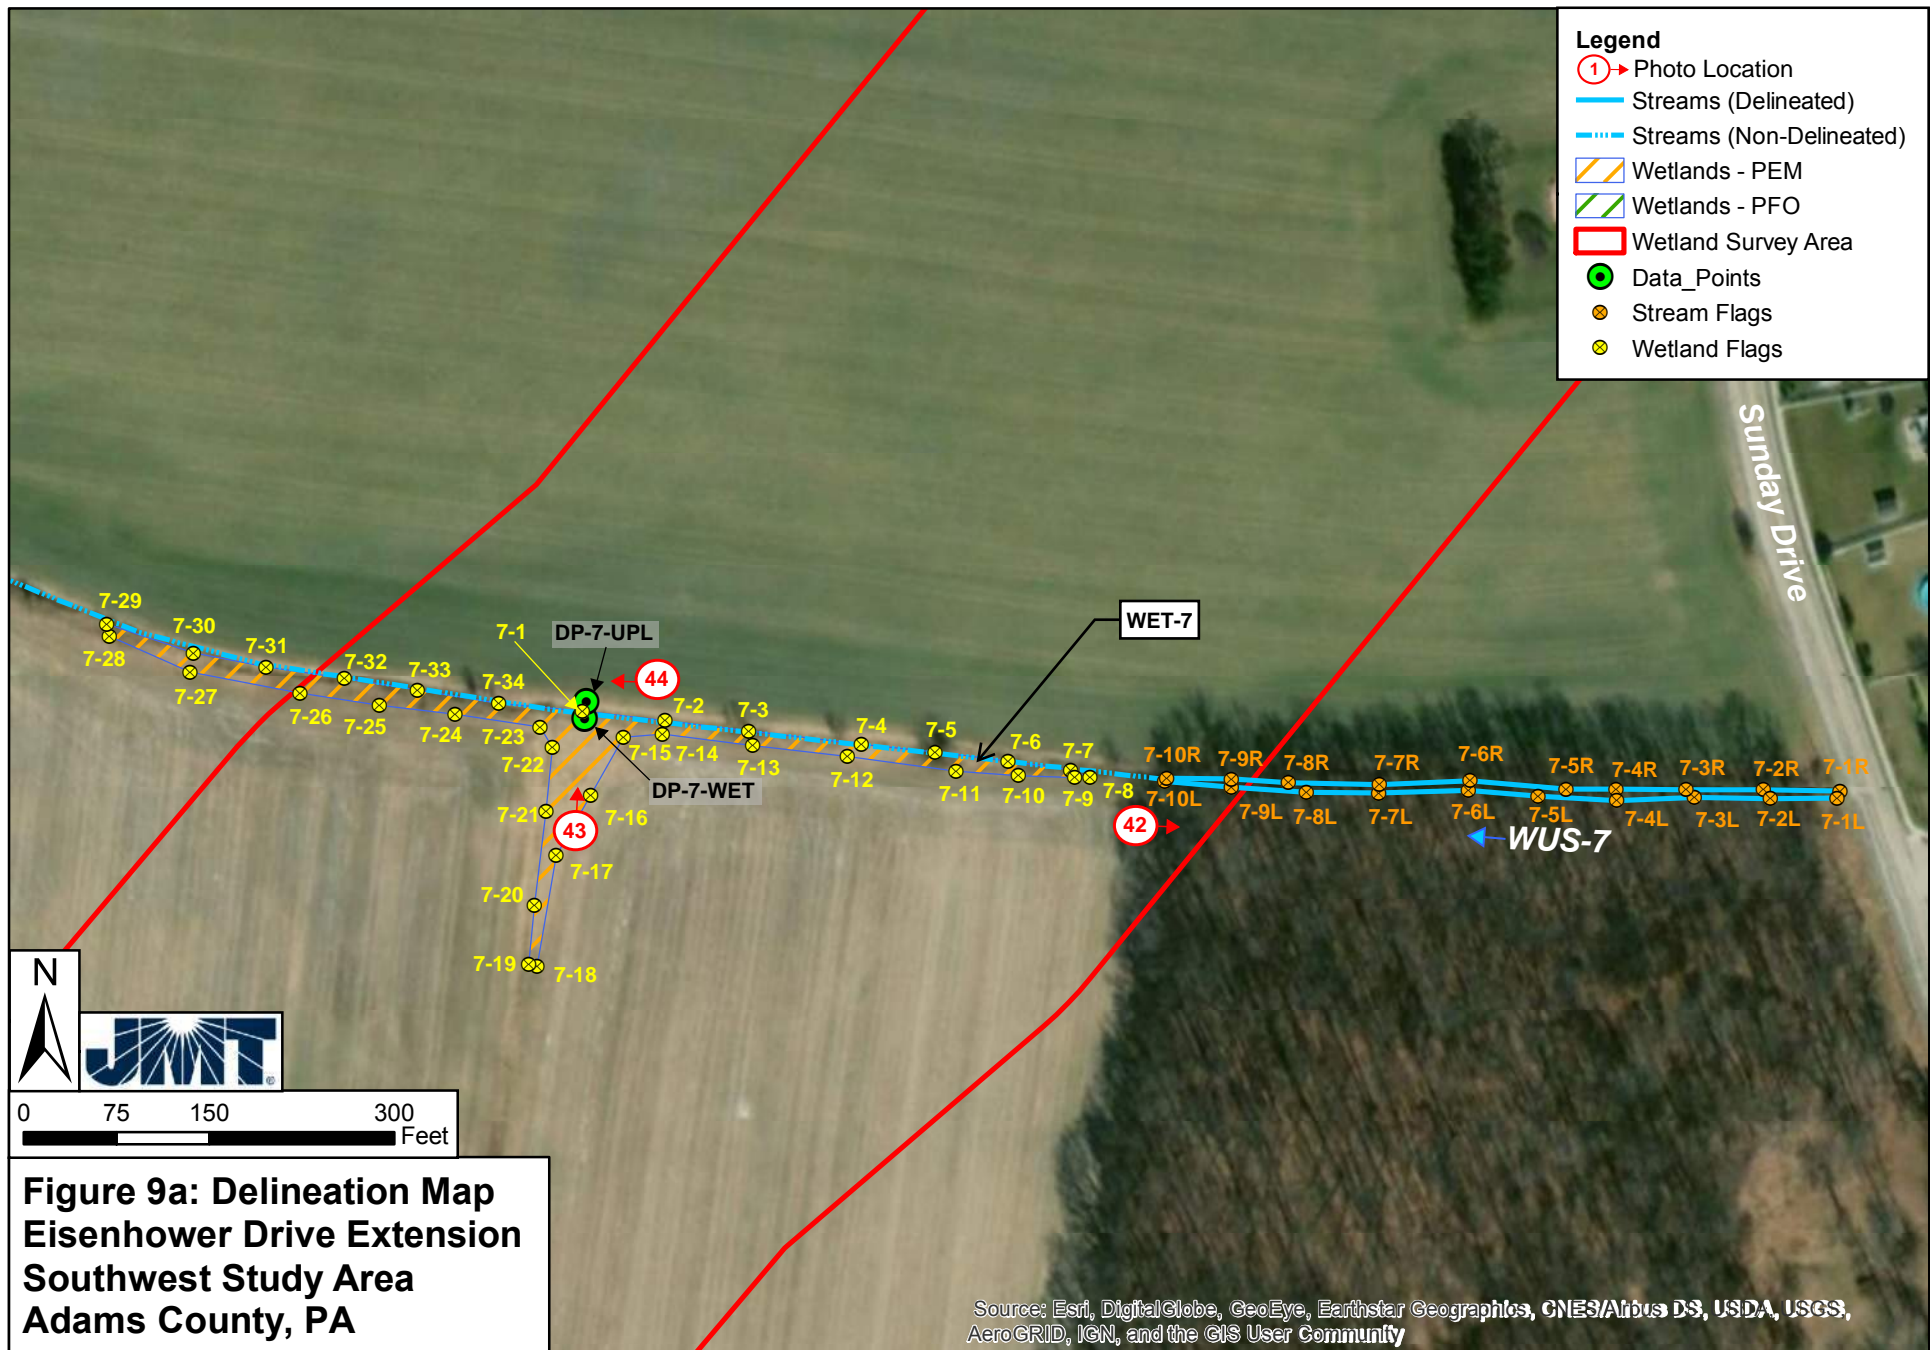 Legend
1 Photo Location
Streams (Delineated)
Streams (Non-Delineated)
Wetlands - PEM
Wetlands - PFO
Wetland Survey Area
Data_Points
Stream Flags
Wetland Flags
Sunday Drive
WET-7
7-29
7-30
7-31
7-32
7-33
7-34
7-1
DP-7-UPL
44
7-2
7-3
7-4
7-5
7-6
7-7
7-28
7-27
7-26
7-25
7-24
7-23
7-22
7-15
7-14
7-13
7-12
7-11
7-10
7-9
7-8
DP-7-WET
7-21
43
7-16
7-17
7-20
7-19
7-18
42
7-10R
7-9R
7-8R
7-7R
7-6R
7-5R
7-4R
7-3R
7-2R
7-1R
7-10L
7-9L
7-8L
7-7L
7-6L
7-5L
7-4L
7-3L
7-2L
7-1L
WUS-7
N
JMT
®
0 75 150 300
Feet
Figure 9a: Delineation Map
Eisenhower Drive Extension
Southwest Study Area
Adams County, PA
Source: Esri, DigitalGlobe, GeoEye, Earthstar Geographics, CNES/Airbus DS, USDA, USGS,
AeroGRID, IGN, and the GIS User Community